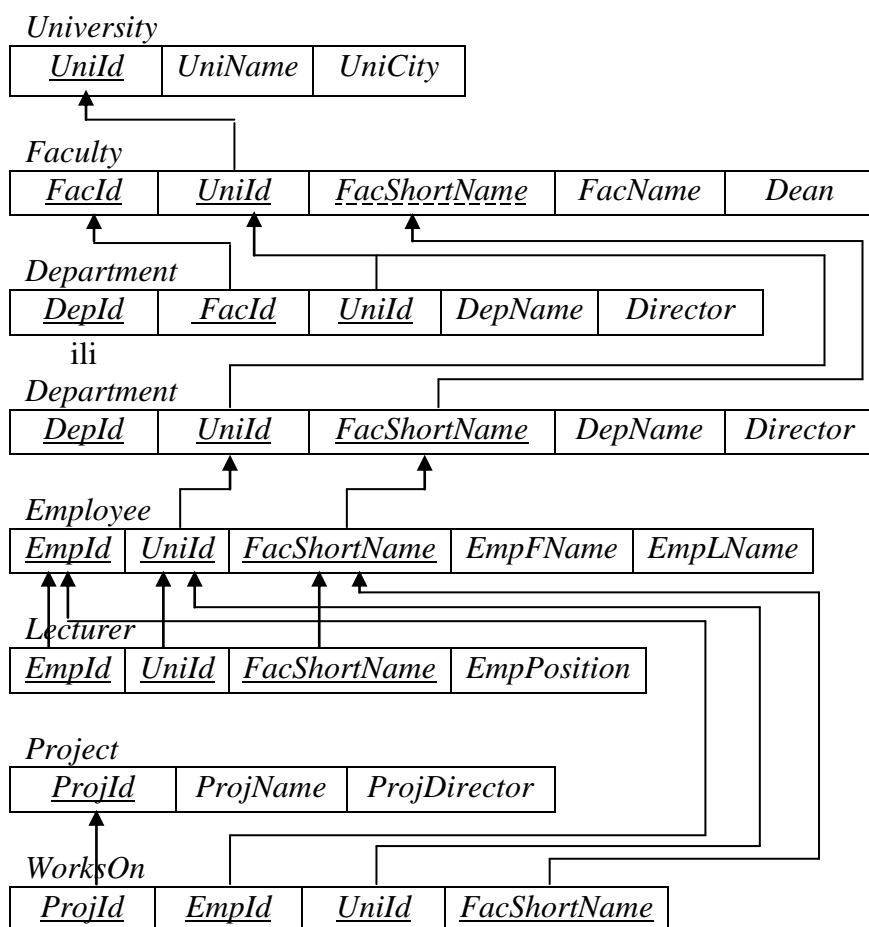 University
UniId UniName UniCity
Faculty
FacId UniId FacShortName FacName Dean
Department
DepId FacId UniId DepName Director
ili
Department
DepId UniId FacShortName DepName Director
Employee
EmpId UniId FacShortName EmpFName EmpLName
Lecturer
EmpId UniId FacShortName EmpPosition
Project
ProjId ProjName ProjDirector
WorksOn
ProjId EmpId UniId FacShortName